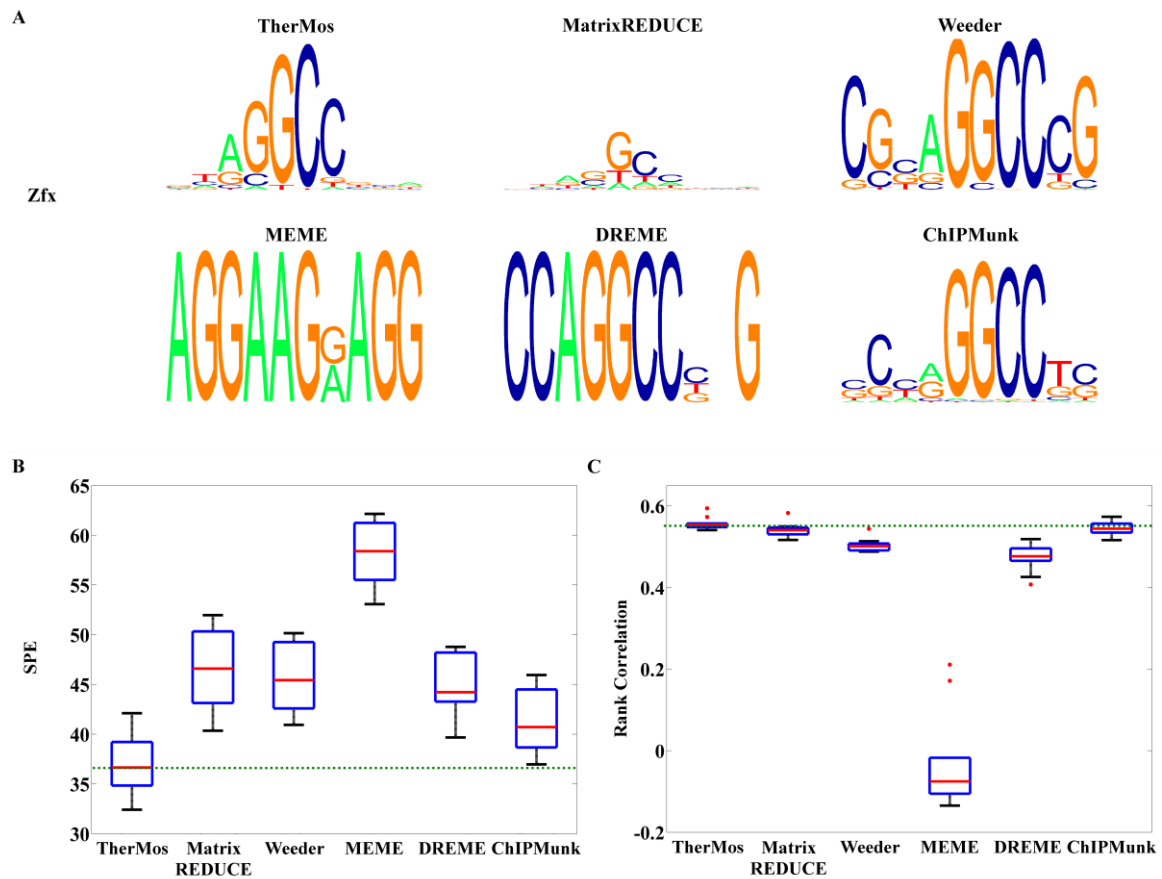 A
TherMos MatrixREDUCE Weeder
Zfx
MEME DREME ChIPMunk
AGGAAGGAGG
A
CCAGGCCC G
T
G
B C
65
60
55
50
45
40
35
30
SPE
TherMos Matrix REDUCE Weeder MEME DREME ChIPMunk
0.6
0.4
0.2
0
-0.2
Rank Correlation
TherMos Matrix REDUCE Weeder MEME DREME ChIPMunk